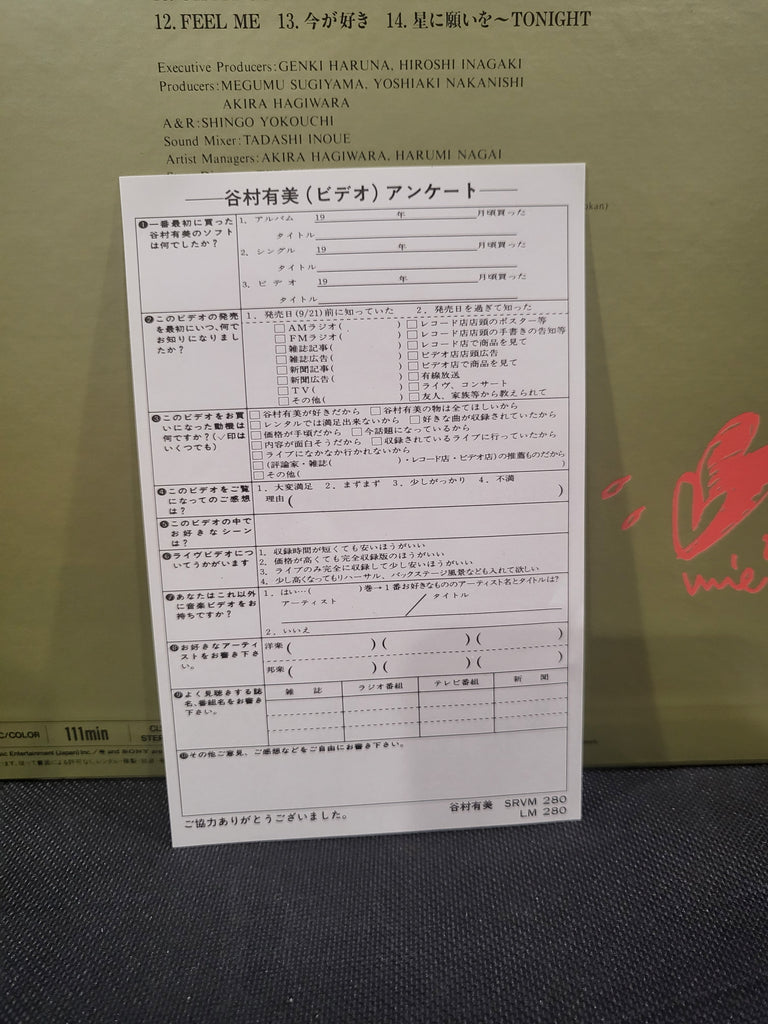 12. FEEL ME 13. 今が好き 14. 星に願いを〜TONIGHT
Executive Producers: GENKI HARUNA, HIROSHI INAGAKI
Producers: MEGUMU SUGIYAMA, YOSHIAKI NAKANISHI
AKIRA HAGIWARA
A&R: SHINGO YOKOUCHI
Sound Mixer: TADASHI INOUE
Artist Managers: AKIRA HAGIWARA, HARUMI NAGAI
谷村有美(ビデオ)アンケート
❶一番最初に買った
谷村有美のソフト
は何でしたか?
1. アルバム 19 年 月頃買った
タイトル
2. シングル 19 年 月頃買った
タイトル
3. ビデオ 19 年 月頃買った
タイトル
❷このビデオの発売
を最初にいつ、何で
お知りになりまし
たか?
1. 発売日(9/21)前に知っていた 2. 発売日を過ぎて知った
□AMラジオ( ) □レコード店店頭のポスター等
□FMラジオ( ) □レコード店店頭の手書きの告知等
□雑誌記事( ) □レコード店で商品を見て
□雑誌広告( ) □ビデオ店店頭広告
□新聞記事( ) □ビデオ店で商品を見て
□新聞広告( ) □有線放送
□TV( ) □ライヴ、コンサート
□その他( ) □友人、家族等から教えられて
❸このビデオをお買
いになった動機は
何ですか?(✓印は
いくつでも)
□谷村有美が好きだから □谷村有美の物は全てほしいから
□レンタルでは満足出来ないから □好きな曲が収録されていたから
□価格が手頃だから □今話題になっているから
□内容が面白そうだから □収録されているライブに行っていたから
□ライブになかなか行かれないから
□(評論家・雑誌( )・レコード店・ビデオ店)の推薦ものだから
□その他( )
❹このビデオをご覧
になってのご感想
は?
1. 大変満足 2. まずまず 3. 少しがっかり 4. 不満
理由( )
❺このビデオの中で
お好きなシーン
は?
❻ライヴビデオにつ
いてうかがいます
1. 収録時間が短くても安いほうがいい
2. 価格が高くても完全収録版のほうがいい
3. ライブのみ完全に収録して少し安いほうがいい
4. 少し高くなってもリハーサル、バックステージ風景なども入れて欲しい
❼あなたはこれ以外
に音楽ビデオをお
持ちですか?
1. はい…( )巻→1番お好きなもののアーティスト名とタイトルは?
アーティスト / タイトル
2. いいえ
❽お好きなアーティ
ストをお書き下さ
い。
洋楽( ) ( ) ( )
邦楽( ) ( ) ( )
❾よく見聴きする誌
名、番組名をお書き
下さい。
雑誌 ラジオ番組 テレビ番組 新聞
❿その他ご意見、ご感想などをご自由にお書き下さい。
ご協力ありがとうございました。
谷村有美 SRVM 280
LM 280
C/COLOR 111min
mie